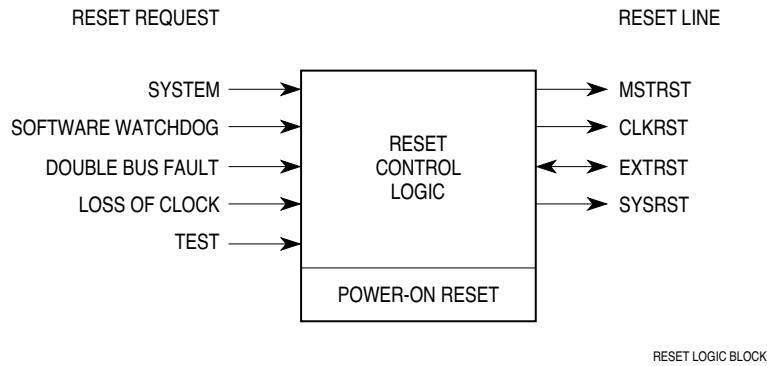 RESET REQUEST
RESET LINE
SYSTEM
SOFTWARE WATCHDOG
DOUBLE BUS FAULT
LOSS OF CLOCK
TEST
RESET
CONTROL
LOGIC
POWER-ON RESET
MSTRST
CLKRST
EXTRST
SYSRST
RESET LOGIC BLOCK